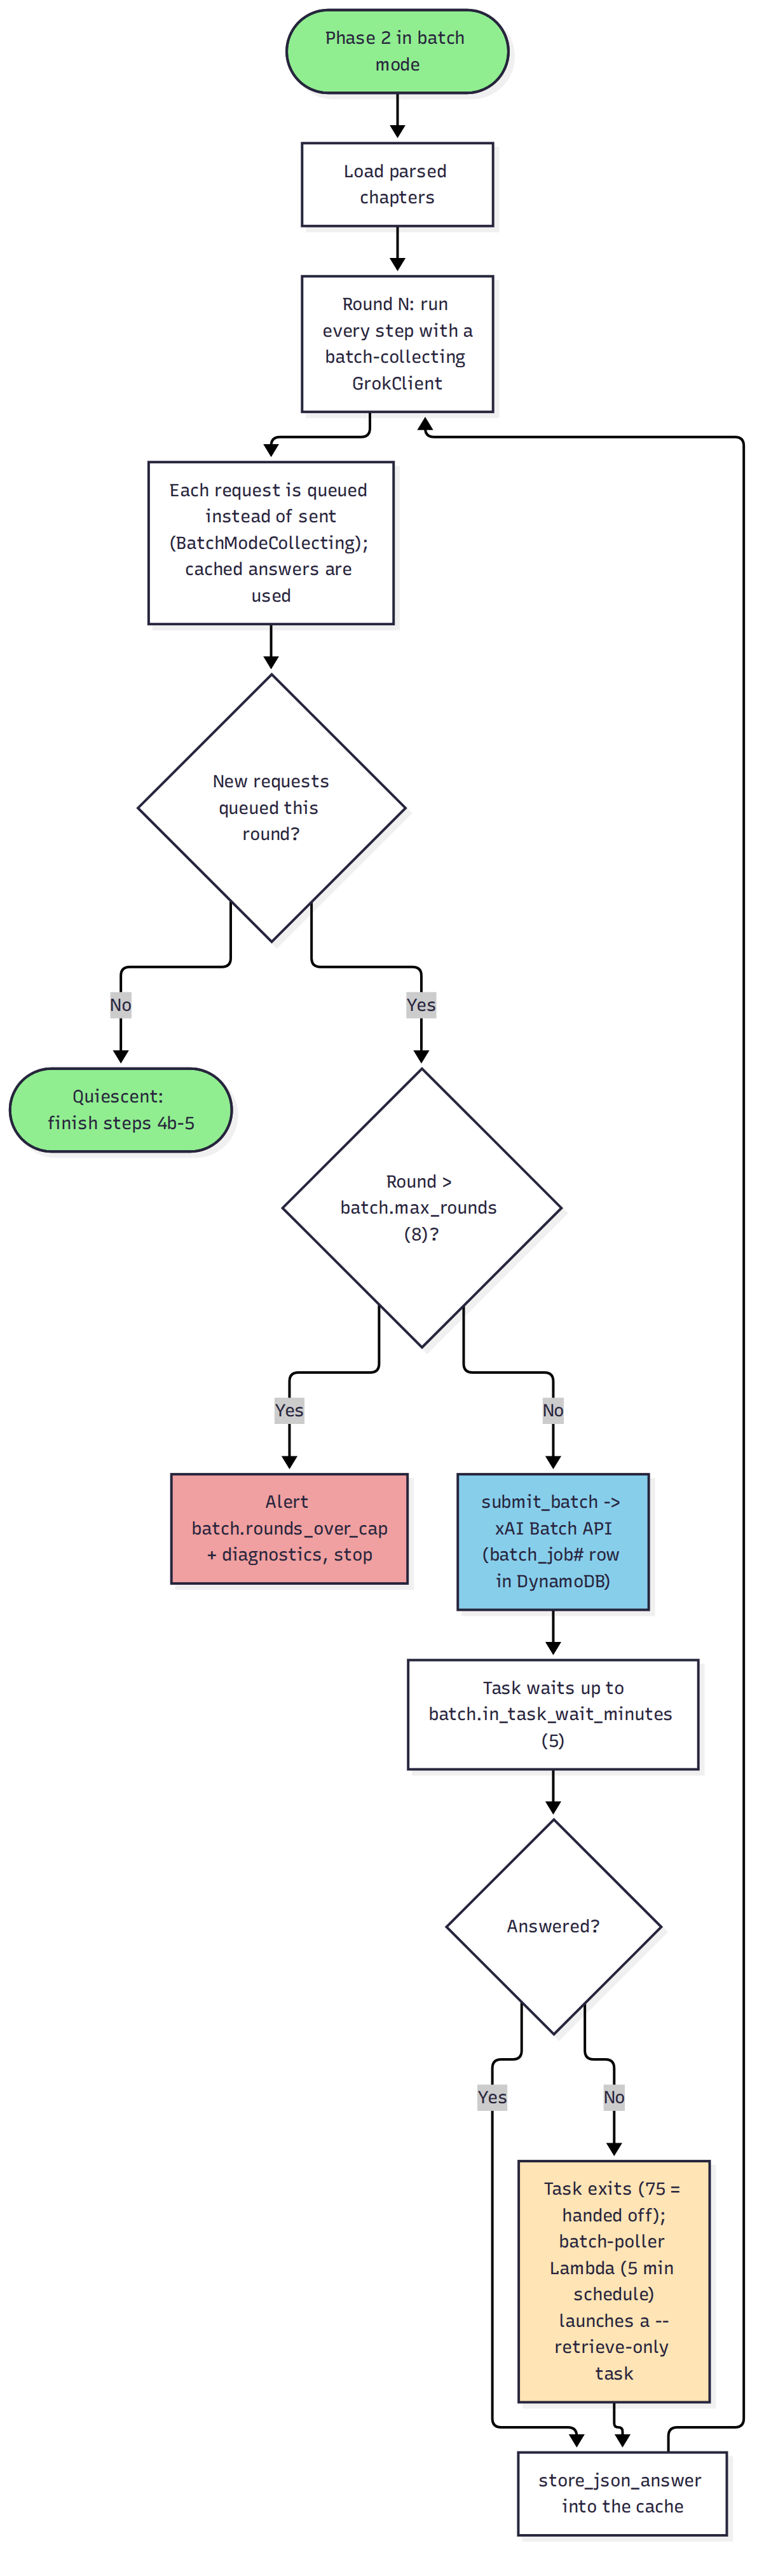 Phase 2 in batch
mode
Load parsed
chapters
Round N: run
every step with a
batch-collecting
GrokClient
Each request is queued
instead of sent
(BatchModeCollecting);
cached answers are
used
New requests
queued this
round?
No
Yes
Quiescent:
finish steps 4b-5
Round >
batch.max_rounds
(8)?
Yes
No
Alert
batch.rounds_over_cap
+ diagnostics, stop
submit_batch ->
xAI Batch API
(batch_job# row
in DynamoDB)
Task waits up to
batch.in_task_wait_minutes
(5)
Answered?
Yes
No
Task exits (75 =
handed off);
batch-poller
Lambda (5 min
schedule)
launches a --
retrieve-only
task
store_json_answer
into the cache